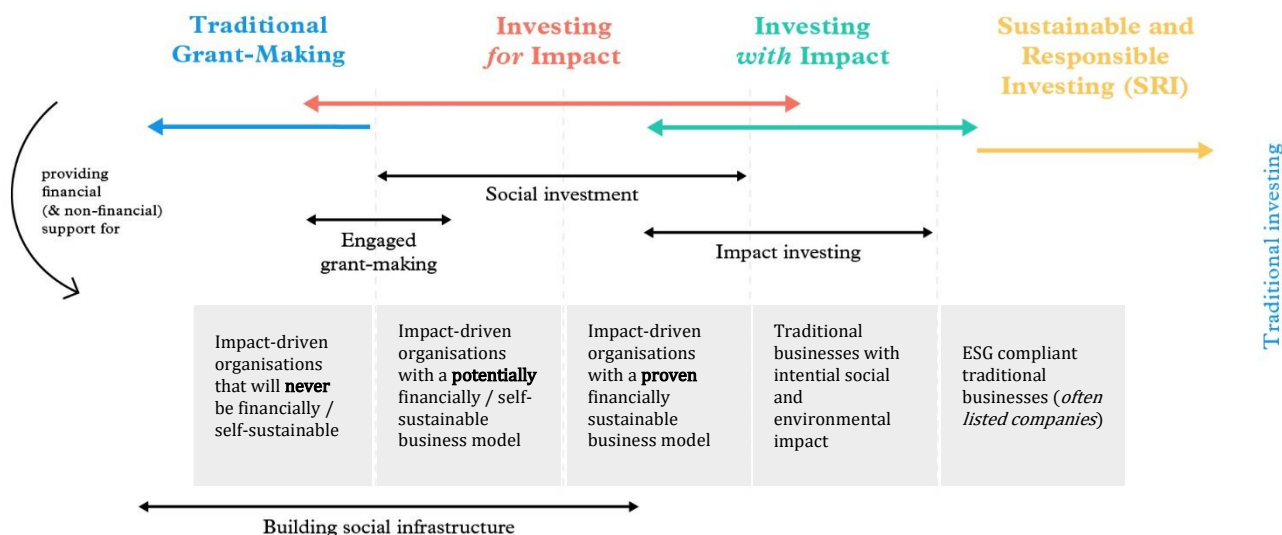 Traditional
Grant-Making
Investing
for Impact
Investing
with Impact
Sustainable and
Responsible
Investing (SRI)
providing
financial
(& non-financial)
support for
Social investment
Engaged
grant-making
Impact investing
Traditional investing
Impact-driven
organisations
that will never
be financially /
self-sustainable
Impact-driven
organisations
with a potentially
financially / self-
sustainable
business model
Impact-driven
organisations
with a proven
financially
sustainable
business model
Traditional
businesses with
intential social
and
environmental
impact
ESG compliant
traditional
businesses (often
listed companies)
Building social infrastructure